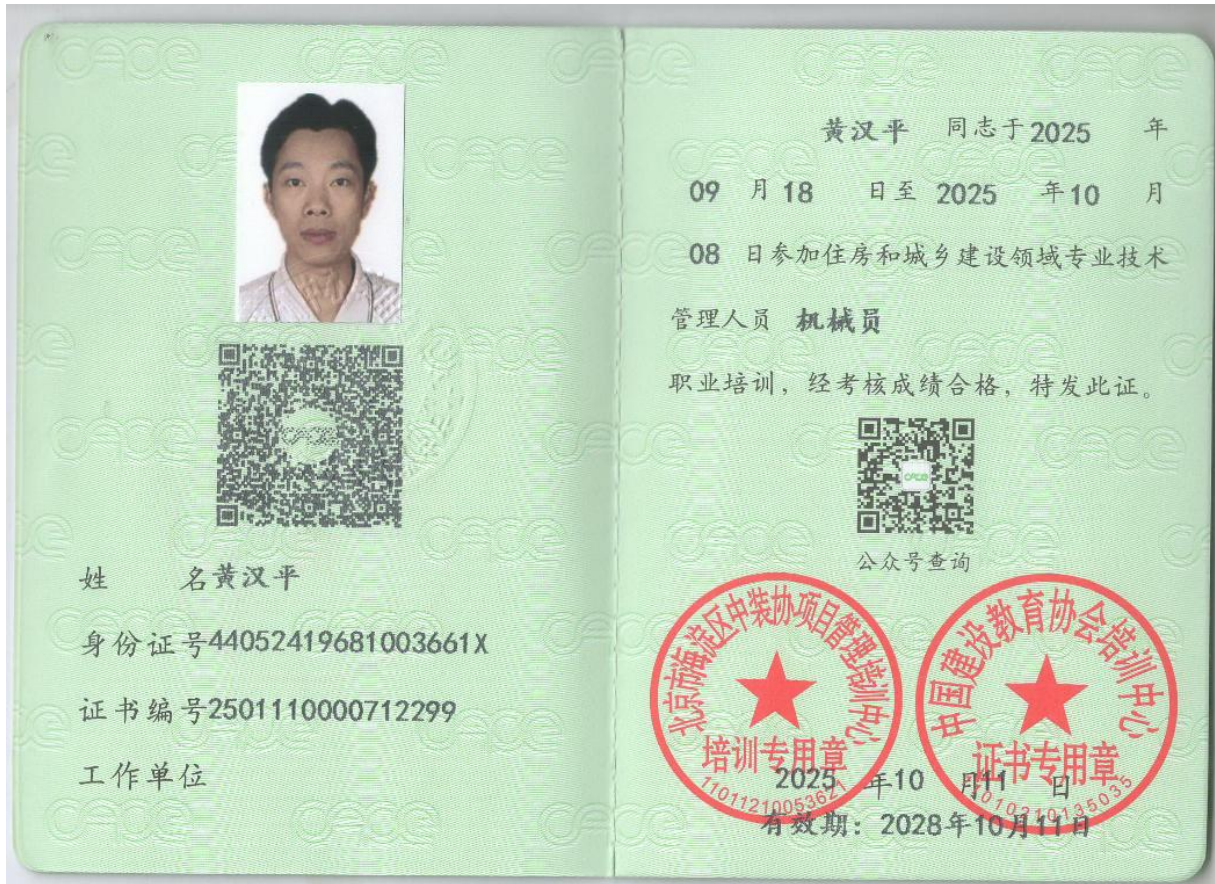 姓 名黄汉平
身份证号44052419681003661X
证书编号2501110000712299
工作单位
黄汉平 同志于2025 年
09 月18 日至 2025 年10 月
08 日参加住房和城乡建设领域专业技术
管理人员 机械员
职业培训，经考核成绩合格，特发此证。
公众号查询
北京市海淀区中装协项目管理培训中心
培训专用章
11011210053621
中国建设教育协会培训中心
证书专用章
11010210135035
2025 年10 月11 日
有效期：2028年10月11日